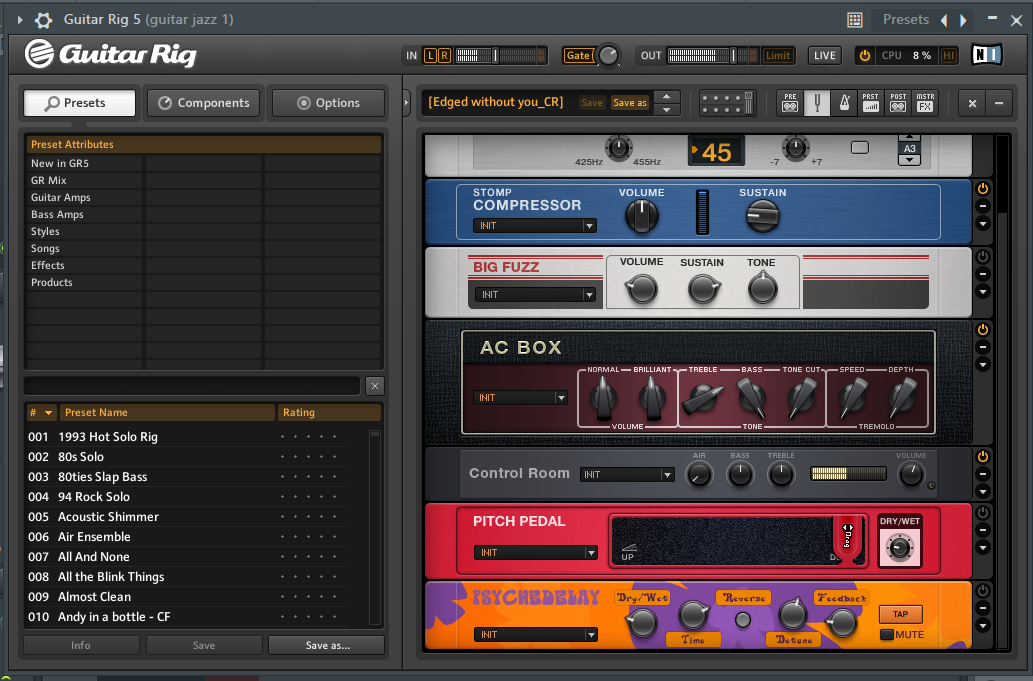 Guitar Rig 5 (guitar jazz 1)
Presets
Guitar Rig
IN L R
Gate
OUT
Limit
LIVE
CPU 8 % HI
NI
Presets
Components
Options
[Edged without you_CR]
Save
Save as
PRE
PRST
POST
MSTR
FX
Preset Attributes
New in GR5
GR Mix
Guitar Amps
Bass Amps
Styles
Songs
Effects
Products
#
Preset Name
Rating
001 1993 Hot Solo Rig
002 80s Solo
003 80ties Slap Bass
004 94 Rock Solo
005 Acoustic Shimmer
006 Air Ensemble
007 All And None
008 All the Blink Things
009 Almost Clean
010 Andy in a bottle - CF
Info
Save
Save as...
425Hz 455Hz
45
-7 +7
A3
STOMP
COMPRESSOR
INIT
VOLUME
SUSTAIN
BIG FUZZ
INIT
VOLUME
SUSTAIN
TONE
AC BOX
INIT
NORMAL BRILLIANT TREBLE BASS TONE CUT SPEED DEPTH
VOLUME TONE TREMOLO
Control Room
INIT
AIR BASS TREBLE VOLUME
L
PITCH PEDAL
INIT
UP
Drag
DRY/WET
PSYCHEDELAY
INIT
Dry/Wet
Time
Reverse
Detune
Feedback
TAP
MUTE